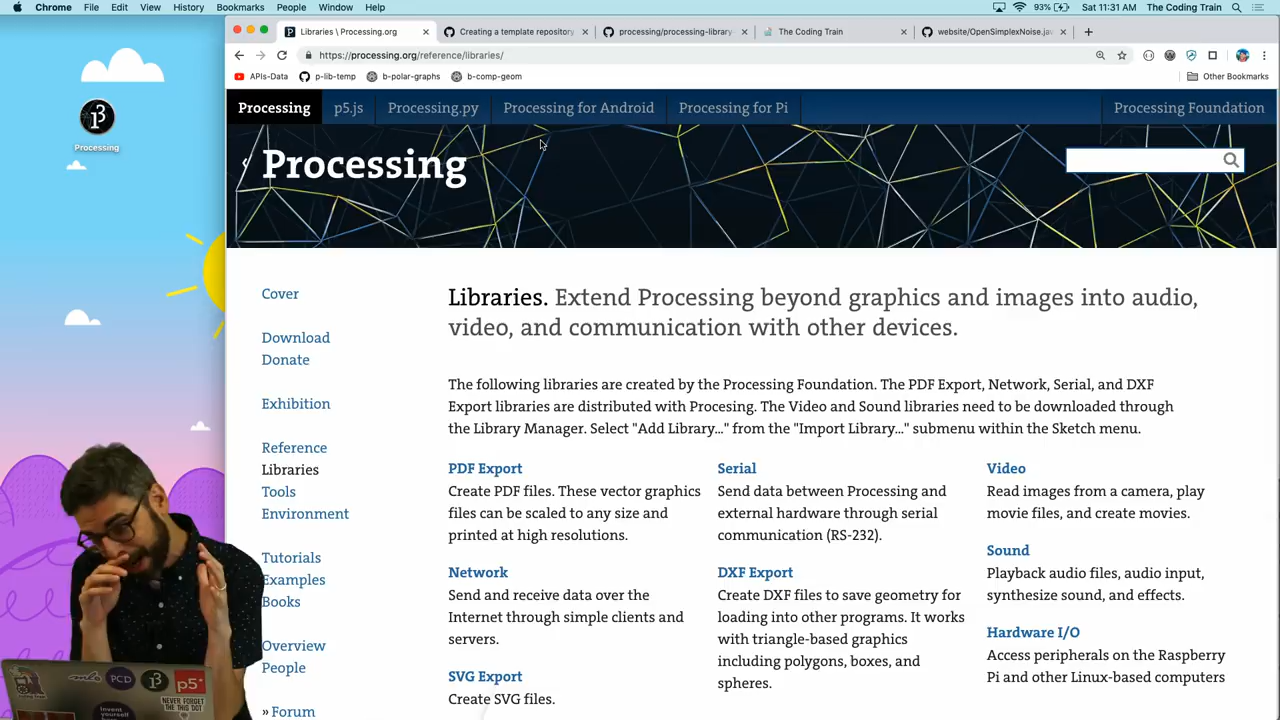 Chrome File Edit View History Bookmarks People Window Help 93% Sat 11:31 AM The Coding Train
Libraries \ Processing.org Creating a template repository processing/processing-library The Coding Train website/OpenSimplexNoise.jav
https://processing.org/reference/libraries/
APIs-Data p-lib-temp b-polar-graphs b-comp-geom Other Bookmarks
Processing p5.js Processing.py Processing for Android Processing for Pi Processing Foundation
Processing
Processing
Cover
Download
Donate
Exhibition
Reference
Libraries
Tools
Environment
Tutorials
Examples
Books
Overview
People
» Forum
Libraries. Extend Processing beyond graphics and images into audio,
video, and communication with other devices.
The following libraries are created by the Processing Foundation. The PDF Export, Network, Serial, and DXF
Export libraries are distributed with Procesing. The Video and Sound libraries need to be downloaded through
the Library Manager. Select "Add Library..." from the "Import Library..." submenu within the Sketch menu.
PDF Export
Create PDF files. These vector graphics
files can be scaled to any size and
printed at high resolutions.
Network
Send and receive data over the
Internet through simple clients and
servers.
SVG Export
Create SVG files.
Serial
Send data between Processing and
external hardware through serial
communication (RS-232).
DXF Export
Create DXF files to save geometry for
loading into other programs. It works
with triangle-based graphics
including polygons, boxes, and
spheres.
Video
Read images from a camera, play
movie files, and create movies.
Sound
Playback audio files, audio input,
synthesize sound, and effects.
Hardware I/O
Access peripherals on the Raspberry
Pi and other Linux-based computers
PCD
p5*
NEVER FORGET
THE THIS DOT